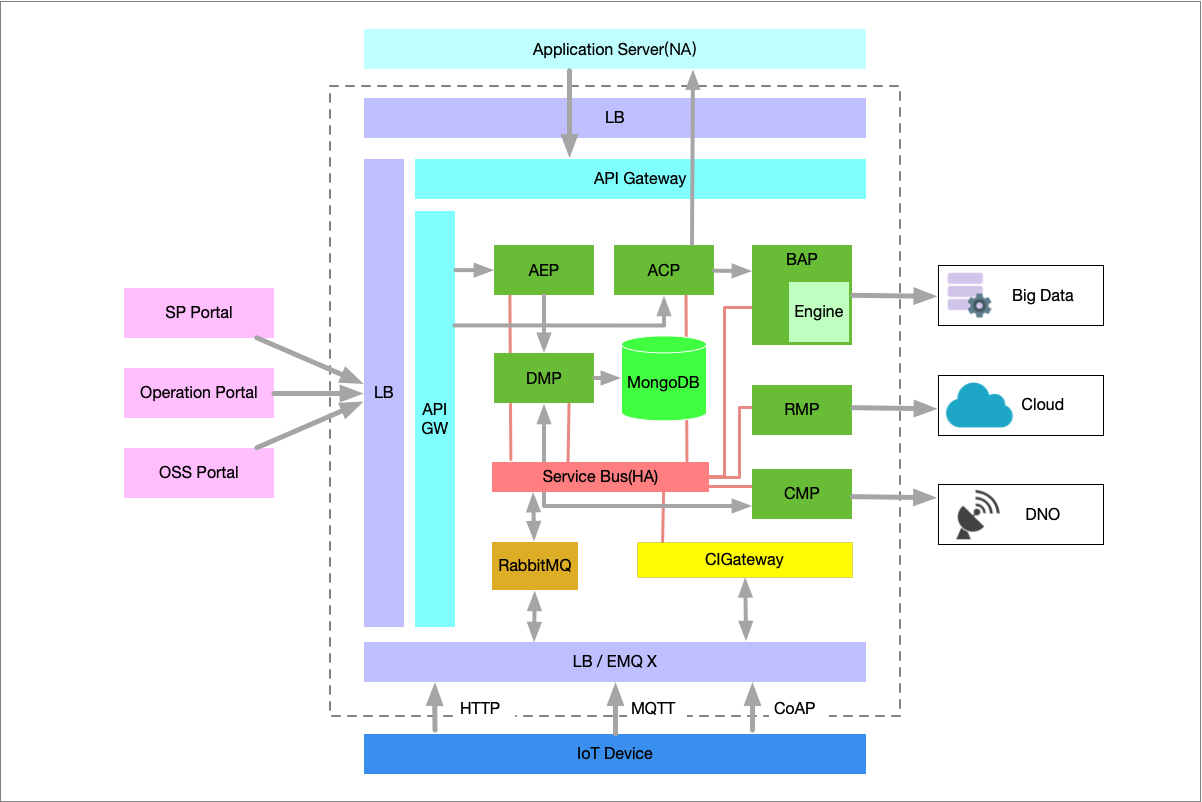 Application Server(NA)
LB
API Gateway
AEP
ACP
BAP
Engine
Big Data
SP Portal
Operation Portal
OSS Portal
LB
API
GW
DMP
MongoDB
RMP
Cloud
Service Bus(HA)
CMP
DNO
RabbitMQ
CIGateway
LB / EMQ X
HTTP
MQTT
CoAP
IoT Device